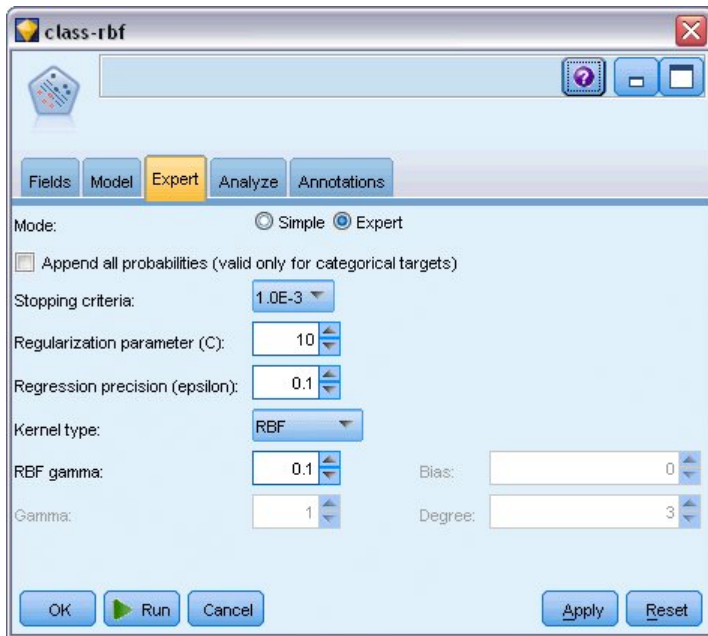 class-rbf
Fields Model Expert Analyze Annotations
Mode: Simple Expert
Append all probabilities (valid only for categorical targets)
Stopping criteria: 1.0E-3
Regularization parameter (C): 10
Regression precision (epsilon): 0.1
Kernel type: RBF
RBF gamma: 0.1 Bias: 0
Gamma: 1 Degree: 3
OK Run Cancel Apply Reset